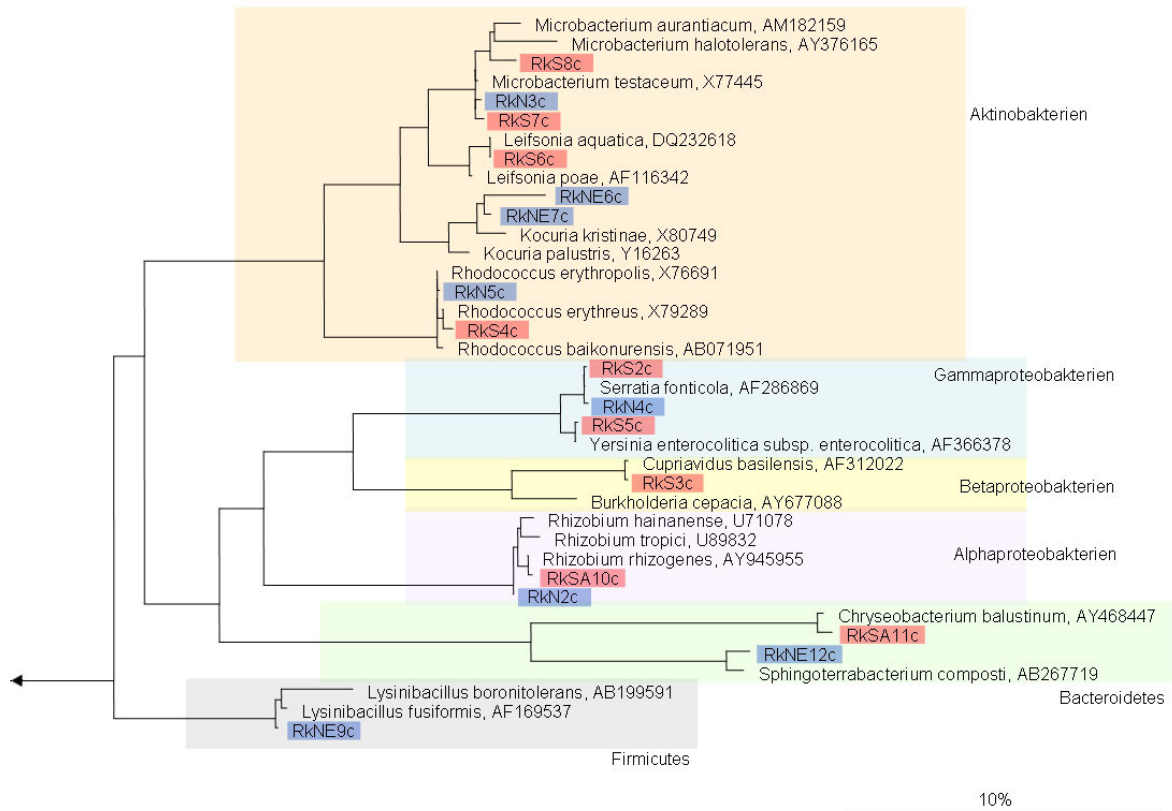 Microbacterium aurantiacum, AM182159
Microbacterium halotolerans, AY376165
RkS8c
Microbacterium testaceum, X77445
RkN3c
Aktinobakterien
RkS7c
Leifsonia aquatica, DQ232618
RkS6c
Leifsonia poae, AF116342
RkNE6c
RkNE7c
Kocuria kristinae, X80749
Kocuria palustris, Y16263
Rhodococcus erythropolis, X76691
RkN5c
Rhodococcus erythreus, X79289
RkS4c
Rhodococcus baikonurensis, AB071951
RkS2c
Gammaproteobakterien
Serratia fonticola, AF286869
RkN4c
RkS5c
Yersinia enterocolitica subsp. enterocolitica, AF366378
Cupriavidus basilensis, AF312022
RkS3c
Betaproteobakterien
Burkholderia cepacia, AY677088
Rhizobium hainanense, U71078
Rhizobium tropici, U89832
Alphaproteobakterien
Rhizobium rhizogenes, AY945955
RkSA10c
RkN2c
Chryseobacterium balustinum, AY468447
RkSA11c
RkNE12c
Sphingoterrabacterium composti, AB267719
Bacteroidetes
Lysinibacillus boronitolerans, AB199591
Lysinibacillus fusiformis, AF169537
RkNE9c
Firmicutes
10%